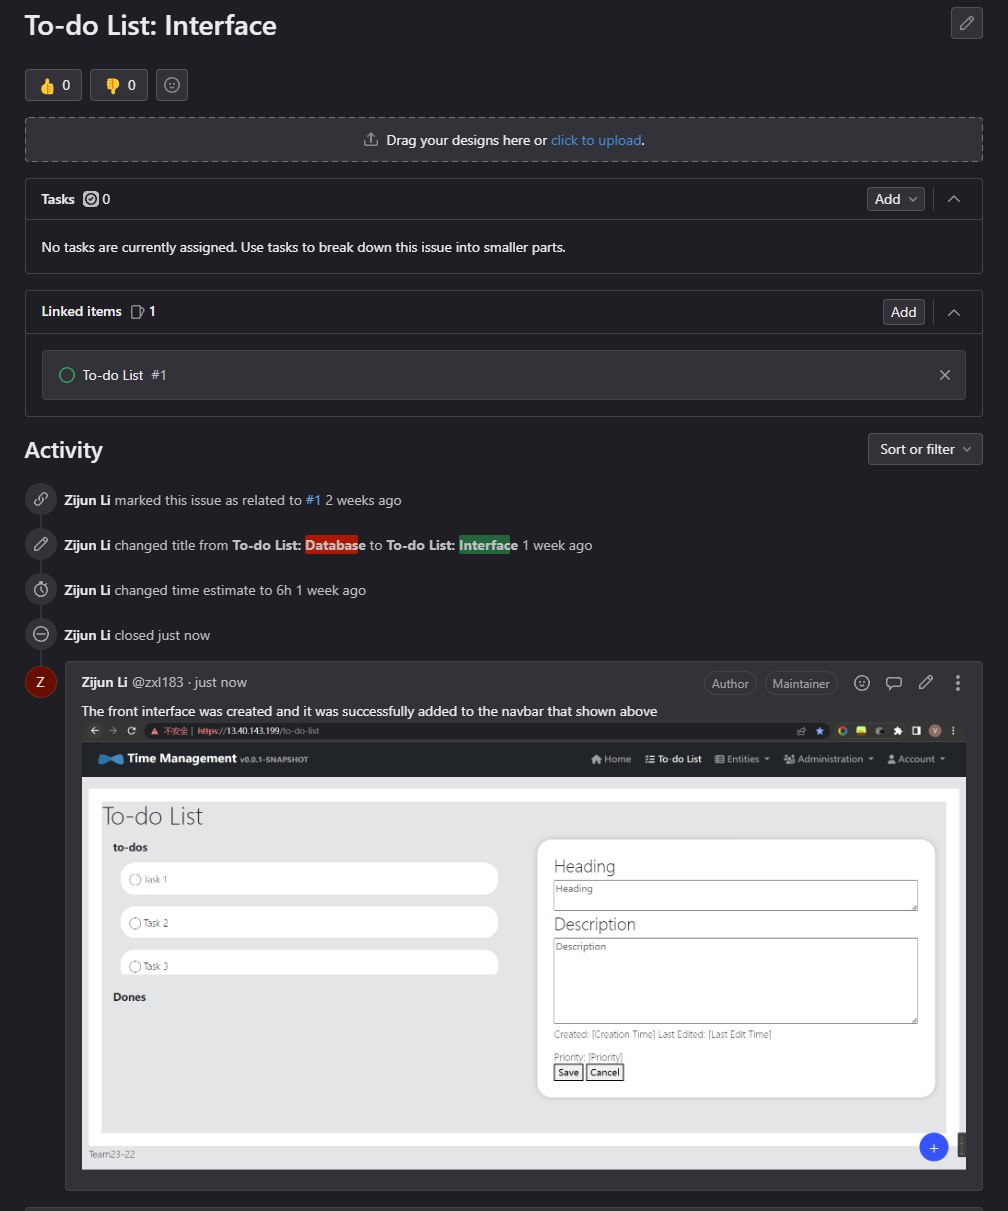 To-do List: Interface
0 0
Drag your designs here or click to upload.
Tasks 0 Add
No tasks are currently assigned. Use tasks to break down this issue into smaller parts.
Linked items 1 Add
To-do List #1
Activity Sort or filter
Zijun Li marked this issue as related to #1 2 weeks ago
Zijun Li changed title from To-do List: Database to To-do List: Interface 1 week ago
Zijun Li changed time estimate to 6h 1 week ago
Zijun Li closed just now
Z Zijun Li @zxl183 · just now Author Maintainer
The front interface was created and it was successfully added to the navbar that shown above
不安全 | https://13.40.143.199/to-do-list V
Time Management v0.0.1-SNAPSHOT Home To-do List Entities Administration Account
To-do List
to-dos
Task 1
Task 2
Task 3
Dones
Heading
Heading
Description
Description
Created: [Creation Time] Last Edited: [Last Edit Time]
Priority: [Priority]
Save Cancel
Team23-22
+